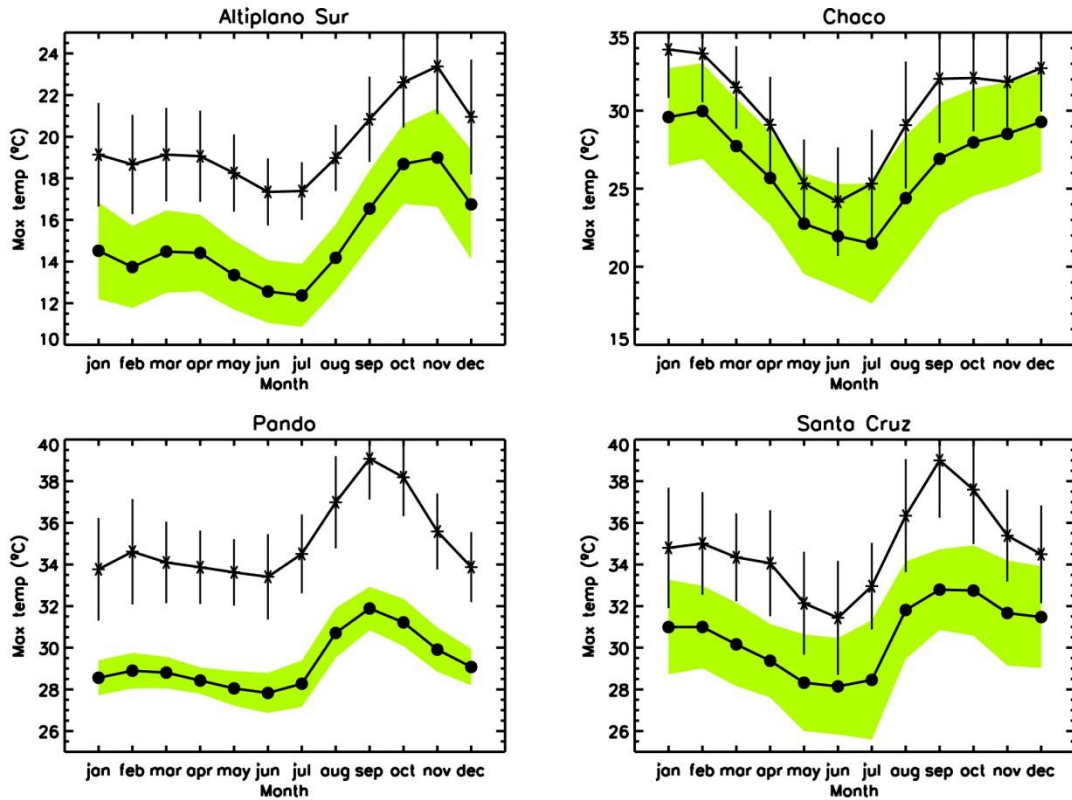 Altiplano Sur
Max temp (ºC)
24
22
20
18
16
14
12
10
jan feb mar apr may jun jul aug sep oct nov dec
Month
Chaco
Max temp (ºC)
35
30
25
20
15
jan feb mar apr may jun jul aug sep oct nov dec
Month
Pando
Max temp (ºC)
40
38
36
34
32
30
28
26
25
jan feb mar apr may jun jul aug sep oct nov dec
Month
Santa Cruz
Max temp (ºC)
40
38
36
34
32
30
28
26
25
jan feb mar apr may jun jul aug sep oct nov dec
Month